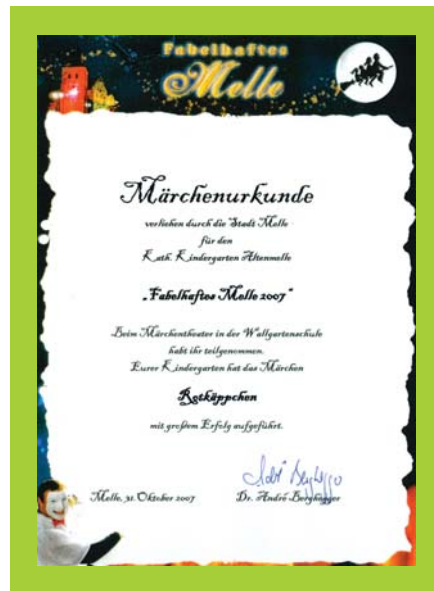 Fabelhaftes
Melle
Märchenurkunde
verliehen durch die Stadt Melle
für den
Kath. Kindergarten Altenmelle
„Fabelhaftes Melle 2007“
Beim Märchentheater in der Wallgartenschule
habt ihr teilgenommen.
Eurer Kindergarten hat das Märchen
Rotkäppchen
mit großem Erfolg aufgeführt.
Melle, 31. Oktober 2007
Dr. André Berghegger